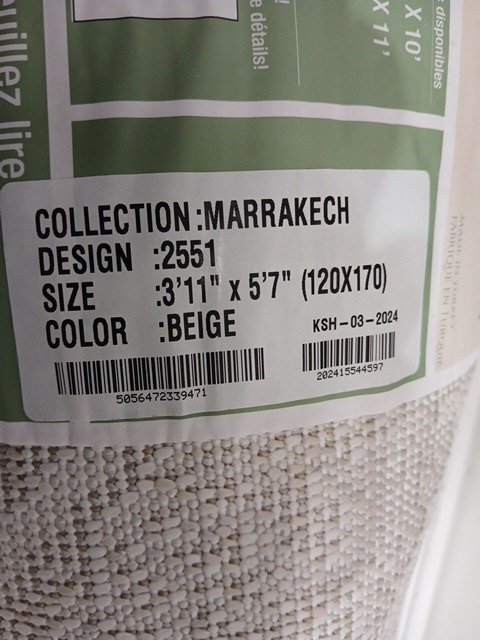 disponibles
X 10'
X 11'
e détails!
uillez lire
COLLECTION :MARRAKECH
DESIGN :2551
SIZE :3'11" x 5'7" (120X170)
COLOR :BEIGE
KSH-03-2024
5056472339471
202415544597
MADE IN TURKEY
FABRIQUÉ EN TURQUIE